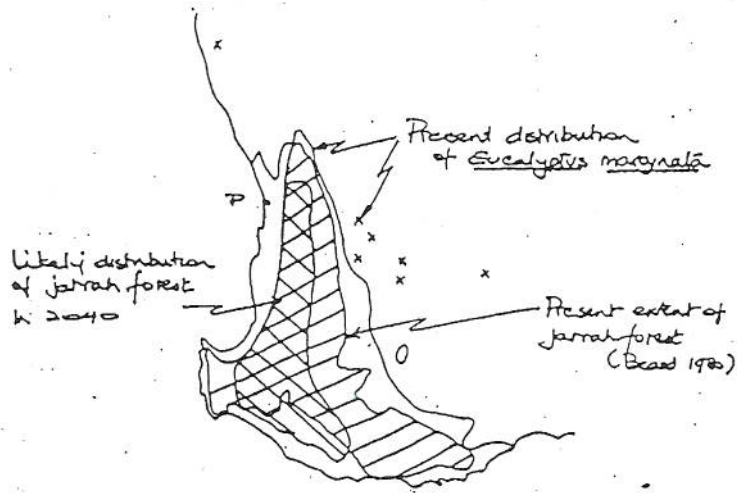 Present distribution
of Eucalyptus marginata
P
Likely distribution
of jarrah forest
in 2040
Present extent of
jarrah forest
(Beard 1980)